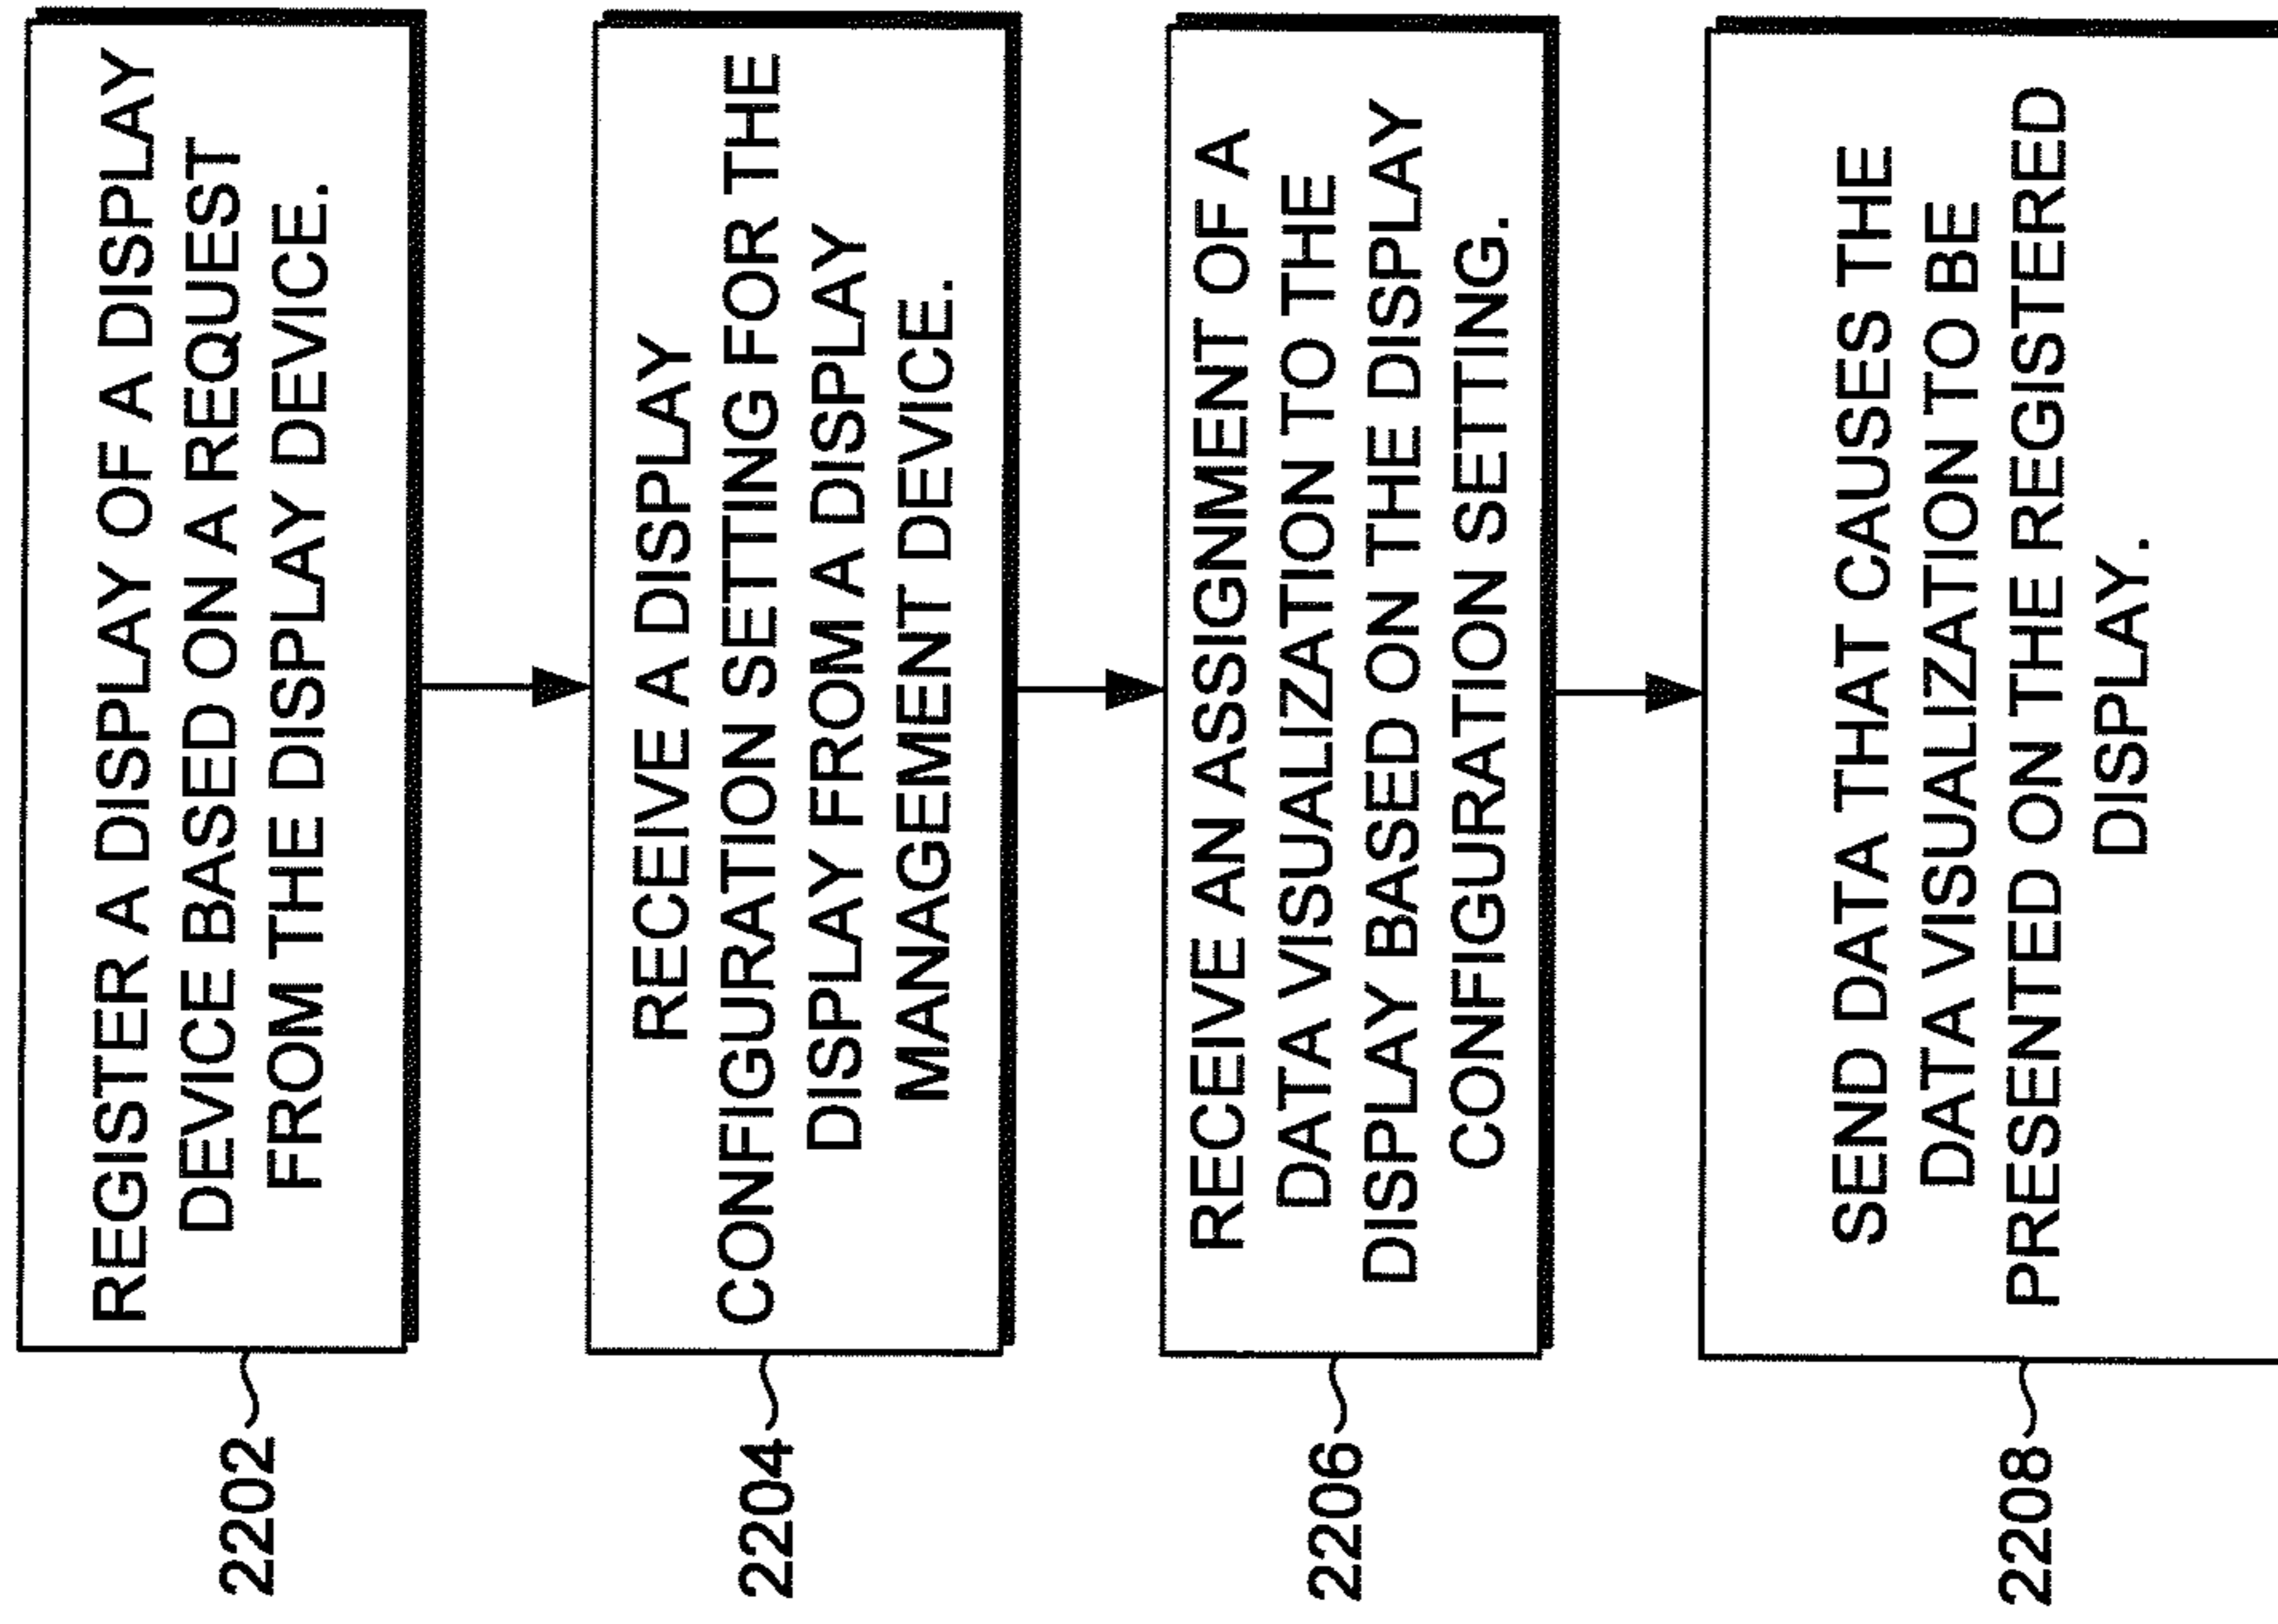 2202
REGISTER A DISPLAY OF A DISPLAY
DEVICE BASED ON A REQUEST
FROM THE DISPLAY DEVICE.
2204
RECEIVE A DISPLAY
CONFIGURATION SETTING FOR THE
DISPLAY FROM A DISPLAY
MANAGEMENT DEVICE.
2206
RECEIVE AN ASSIGNMENT OF A
DATA VISUALIZATION TO THE
DISPLAY BASED ON THE DISPLAY
CONFIGURATION SETTING.
2208
SEND DATA THAT CAUSES THE
DATA VISUALIZATION TO BE
PRESENTED ON THE REGISTERED
DISPLAY.